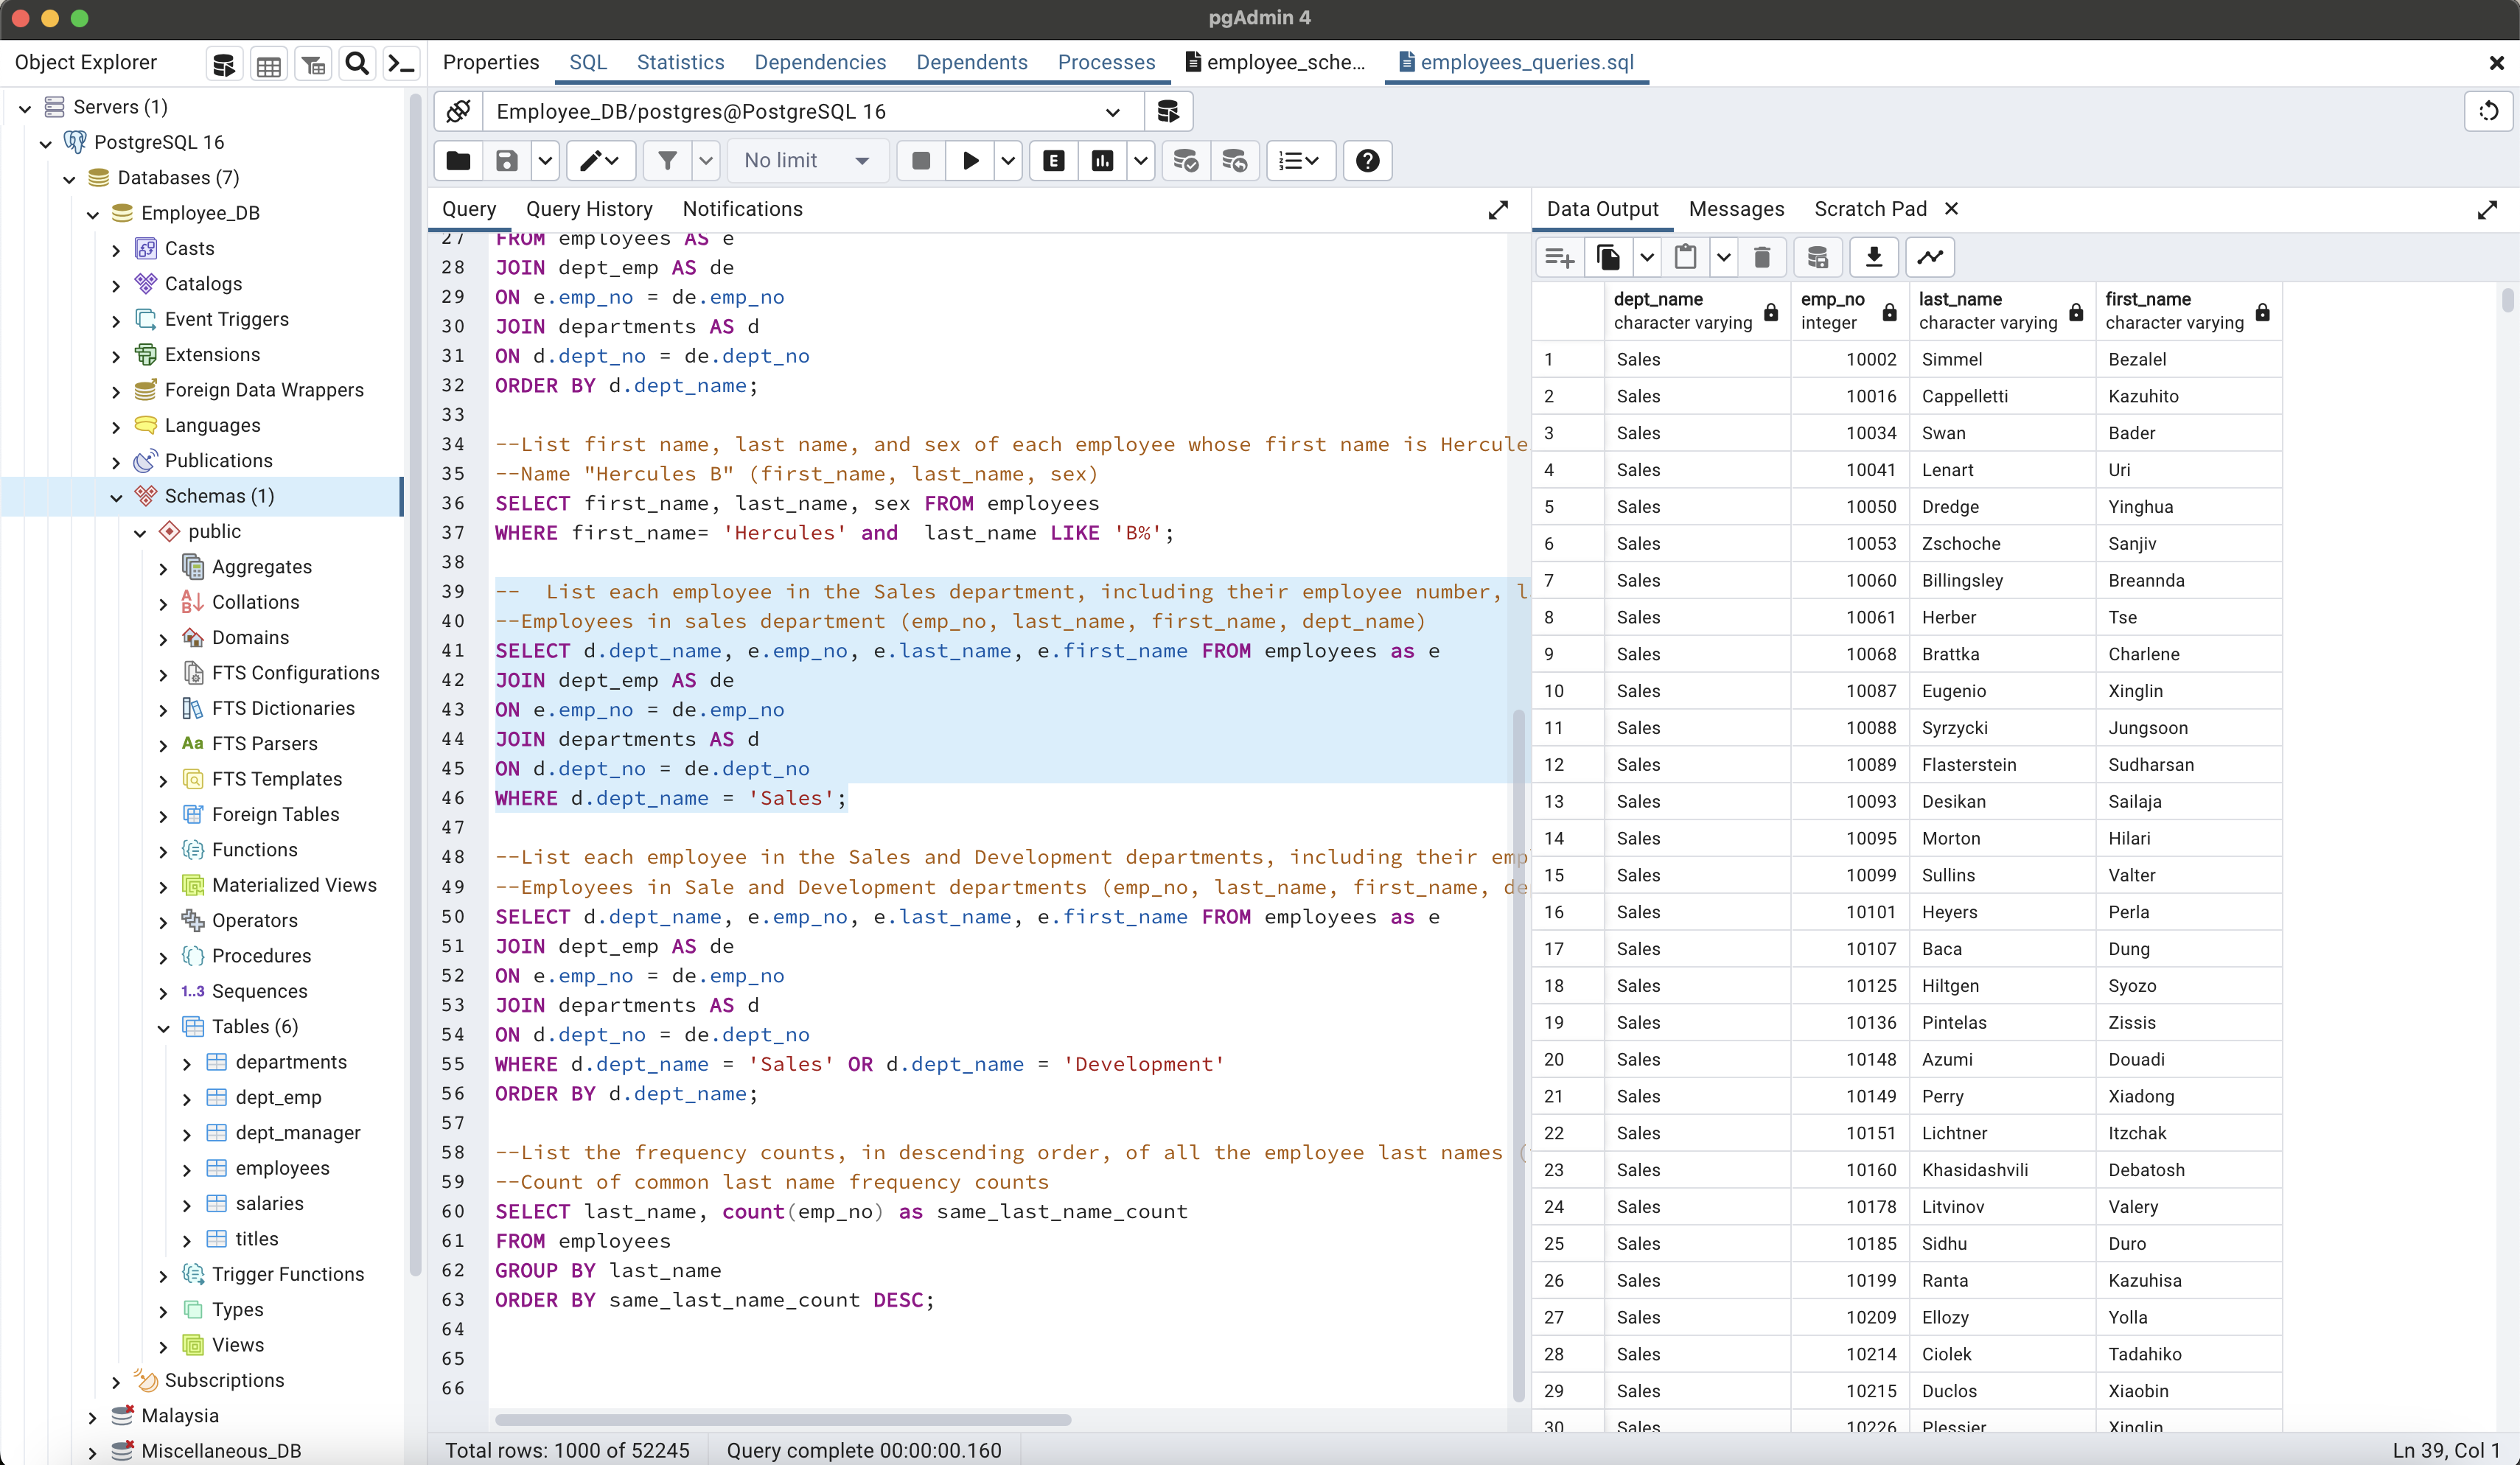 pgAdmin 4
Object Explorer
Properties SQL Statistics Dependencies Dependents Processes employee_sche... employees_queries.sql
Servers (1)
PostgreSQL 16
Databases (7)
Employee_DB
Casts
Catalogs
Event Triggers
Extensions
Foreign Data Wrappers
Languages
Publications
Schemas (1)
public
Aggregates
Collations
Domains
FTS Configurations
FTS Dictionaries
Aa FTS Parsers
FTS Templates
Foreign Tables
Functions
Materialized Views
Operators
Procedures
1..3 Sequences
Tables (6)
departments
dept_emp
dept_manager
employees
salaries
titles
Trigger Functions
Types
Views
Subscriptions
Malaysia
Miscellaneous_DB
Employee_DB/postgres@PostgreSQL 16
No limit
E
Query Query History Notifications
27 FROM employees AS e
28 JOIN dept_emp AS de
29 ON e.emp_no = de.emp_no
30 JOIN departments AS d
31 ON d.dept_no = de.dept_no
32 ORDER BY d.dept_name;
33
34 --List first name, last name, and sex of each employee whose first name is Hercule
35 --Name "Hercules B" (first_name, last_name, sex)
36 SELECT first_name, last_name, sex FROM employees
37 WHERE first_name= 'Hercules' and  last_name LIKE 'B%';
38
39 --  List each employee in the Sales department, including their employee number, l
40 --Employees in sales department (emp_no, last_name, first_name, dept_name)
41 SELECT d.dept_name, e.emp_no, e.last_name, e.first_name FROM employees as e
42 JOIN dept_emp AS de
43 ON e.emp_no = de.emp_no
44 JOIN departments AS d
45 ON d.dept_no = de.dept_no
46 WHERE d.dept_name = 'Sales';
47
48 --List each employee in the Sales and Development departments, including their emp
49 --Employees in Sale and Development departments (emp_no, last_name, first_name, de
50 SELECT d.dept_name, e.emp_no, e.last_name, e.first_name FROM employees as e
51 JOIN dept_emp AS de
52 ON e.emp_no = de.emp_no
53 JOIN departments AS d
54 ON d.dept_no = de.dept_no
55 WHERE d.dept_name = 'Sales' OR d.dept_name = 'Development'
56 ORDER BY d.dept_name;
57
58 --List the frequency counts, in descending order, of all the employee last names (
59 --Count of common last name frequency counts
60 SELECT last_name, count(emp_no) as same_last_name_count
61 FROM employees
62 GROUP BY last_name
63 ORDER BY same_last_name_count DESC;
64
65
66
Data Output Messages Scratch Pad
dept_name emp_no last_name first_name
character varying integer character varying character varying
1 Sales 10002 Simmel Bezalel
2 Sales 10016 Cappelletti Kazuhito
3 Sales 10034 Swan Bader
4 Sales 10041 Lenart Uri
5 Sales 10050 Dredge Yinghua
6 Sales 10053 Zschoche Sanjiv
7 Sales 10060 Billingsley Breannda
8 Sales 10061 Herber Tse
9 Sales 10068 Brattka Charlene
10 Sales 10087 Eugenio Xinglin
11 Sales 10088 Syrzycki Jungsoon
12 Sales 10089 Flasterstein Sudharsan
13 Sales 10093 Desikan Sailaja
14 Sales 10095 Morton Hilari
15 Sales 10099 Sullins Valter
16 Sales 10101 Heyers Perla
17 Sales 10107 Baca Dung
18 Sales 10125 Hiltgen Syozo
19 Sales 10136 Pintelas Zissis
20 Sales 10148 Azumi Douadi
21 Sales 10149 Perry Xiadong
22 Sales 10151 Lichtner Itzchak
23 Sales 10160 Khasidashvili Debatosh
24 Sales 10178 Litvinov Valery
25 Sales 10185 Sidhu Duro
26 Sales 10199 Ranta Kazuhisa
27 Sales 10209 Ellozy Yolla
28 Sales 10214 Ciolek Tadahiko
29 Sales 10215 Duclos Xiaobin
30 Sales 10226 Plessier Xinglin
Total rows: 1000 of 52245 Query complete 00:00:00.160 Ln 39, Col 1